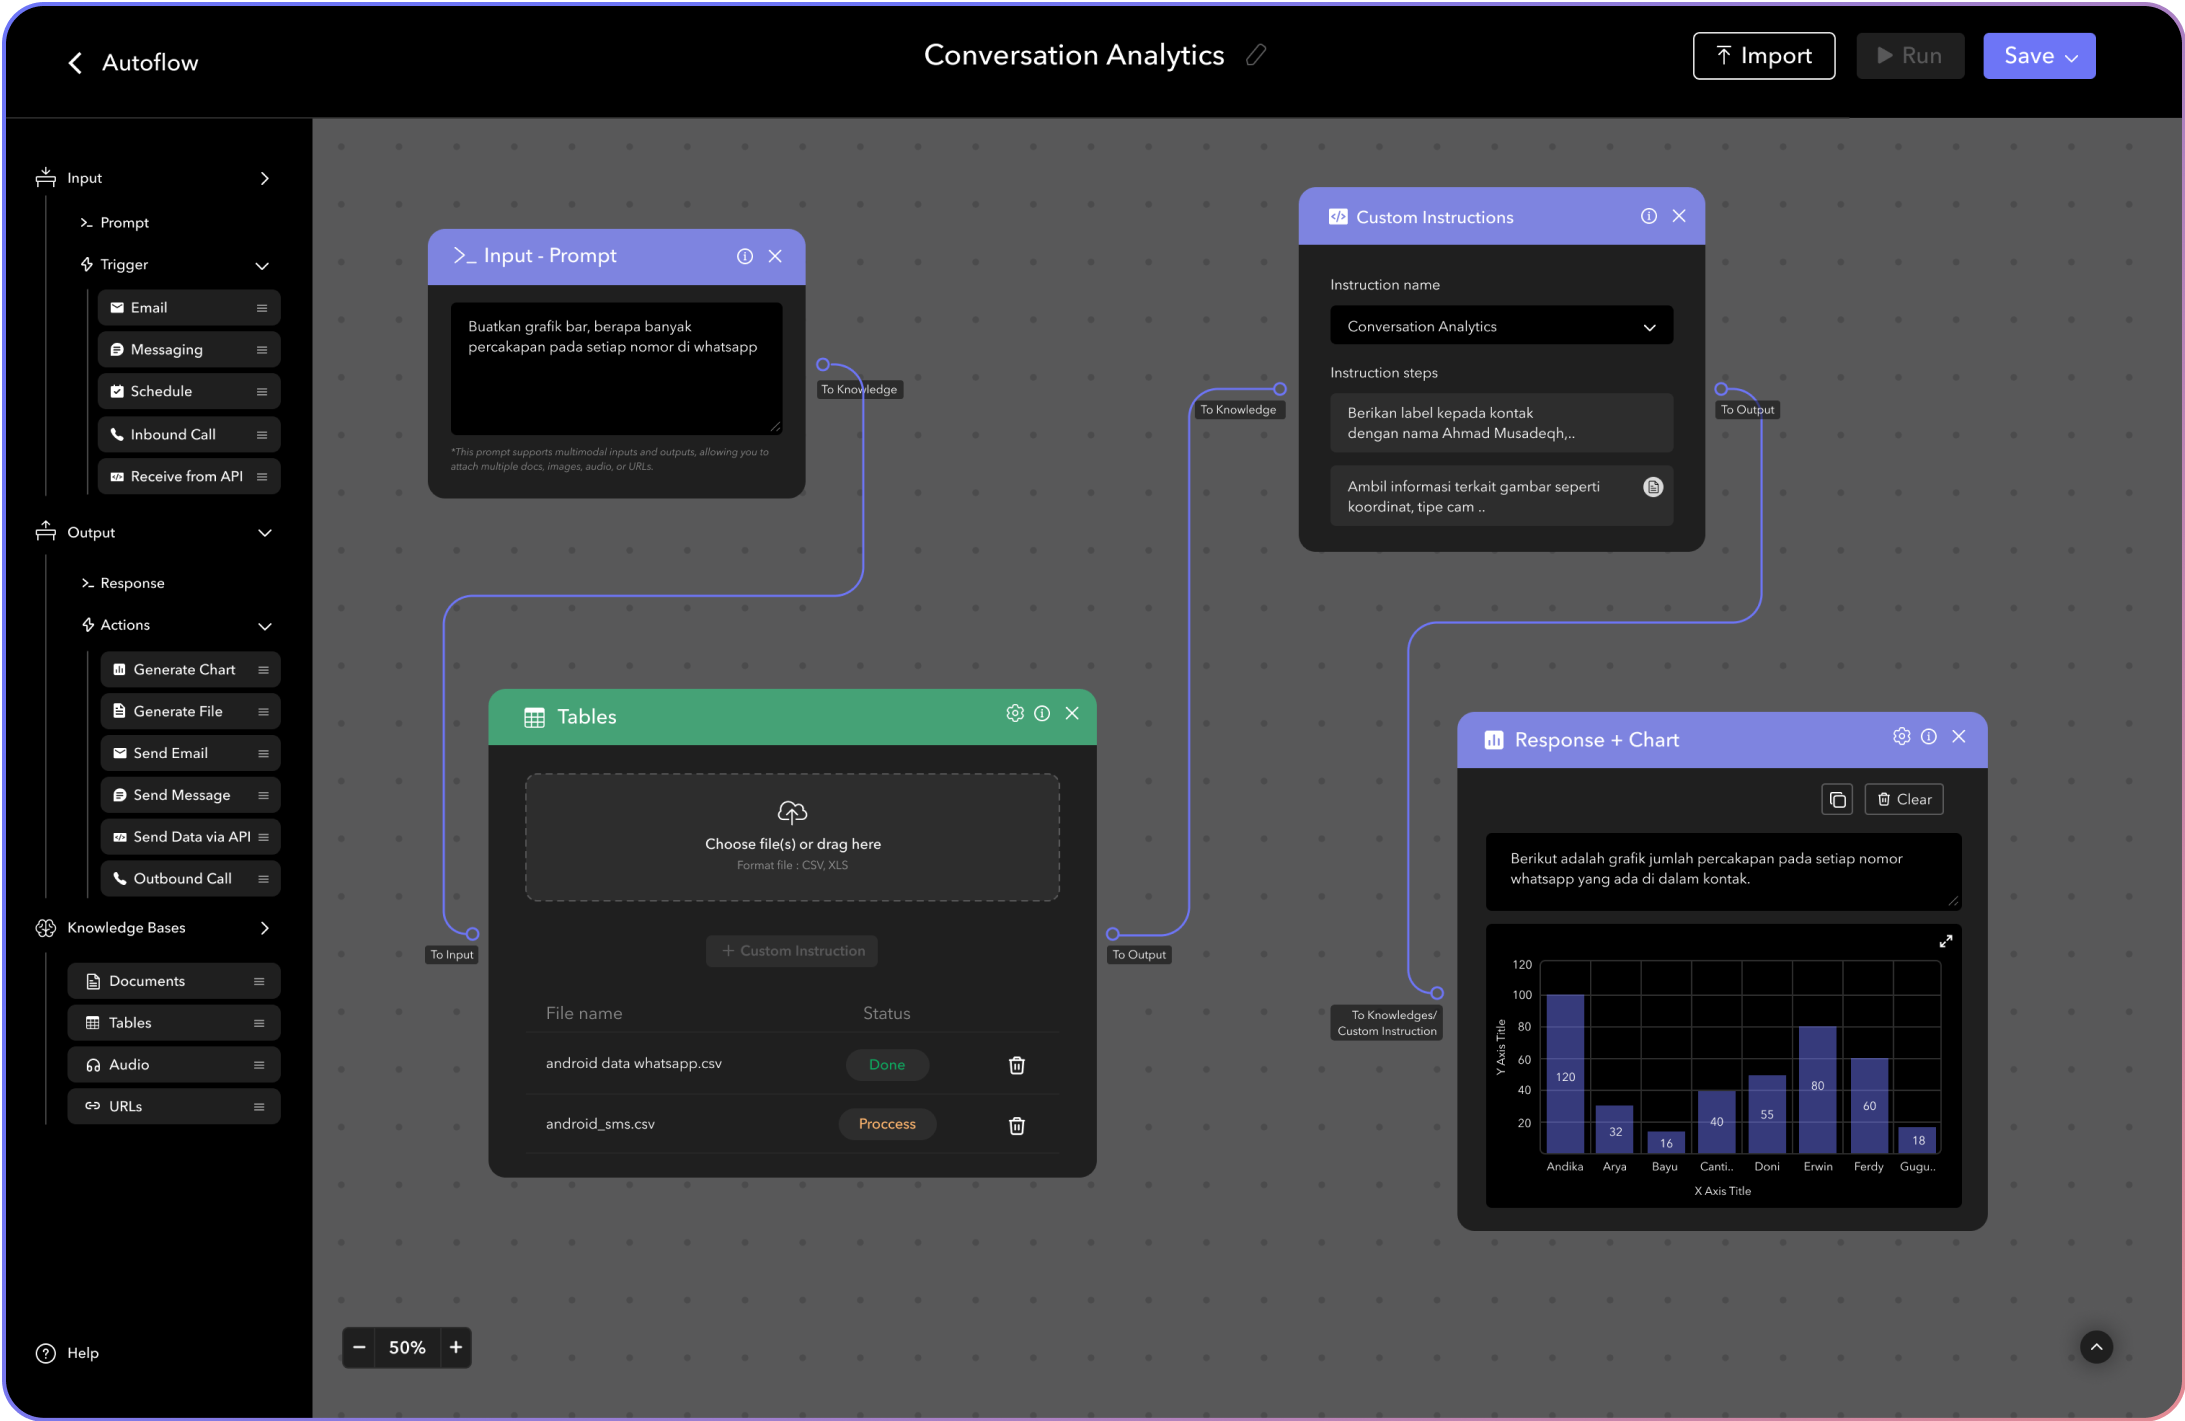 Autoflow
Conversation Analytics
Import
Run
Save
Input
Prompt
Trigger
Email
Messaging
Schedule
Inbound Call
Receive from API
Output
Response
Actions
Generate Chart
Generate File
Send Email
Send Message
Send Data via API
Outbound Call
Knowledge Bases
Documents
Tables
Audio
URLs
Help
Input - Prompt
Buatkan grafik bar, berapa banyak
percakapan pada setiap nomor di whatsapp
*This prompt supports multimodal inputs and outputs, allowing you to
attach multiple docs, images, audio, or URLs.
To Knowledge
To Input
Tables
Choose file(s) or drag here
Format file : CSV, XLS
+ Custom Instruction
File name
Status
android data whatsapp.csv
Done
android_sms.csv
Proccess
To Output
To Knowledge
Custom Instructions
Instruction name
Conversation Analytics
Instruction steps
Berikan label kepada kontak
dengan nama Ahmad Musadeqh,..
Ambil informasi terkait gambar seperti
koordinat, tipe cam ..
To Output
To Knowledges/
Custom Instruction
Response + Chart
Clear
Berikut adalah grafik jumlah percakapan pada setiap nomor
whatsapp yang ada di dalam kontak.
Y Axis Title
120
100
80
60
40
20
120
32
16
40
55
80
60
18
Andika
Arya
Bayu
Canti..
Doni
Erwin
Ferdy
Gugu..
X Axis Title
50%